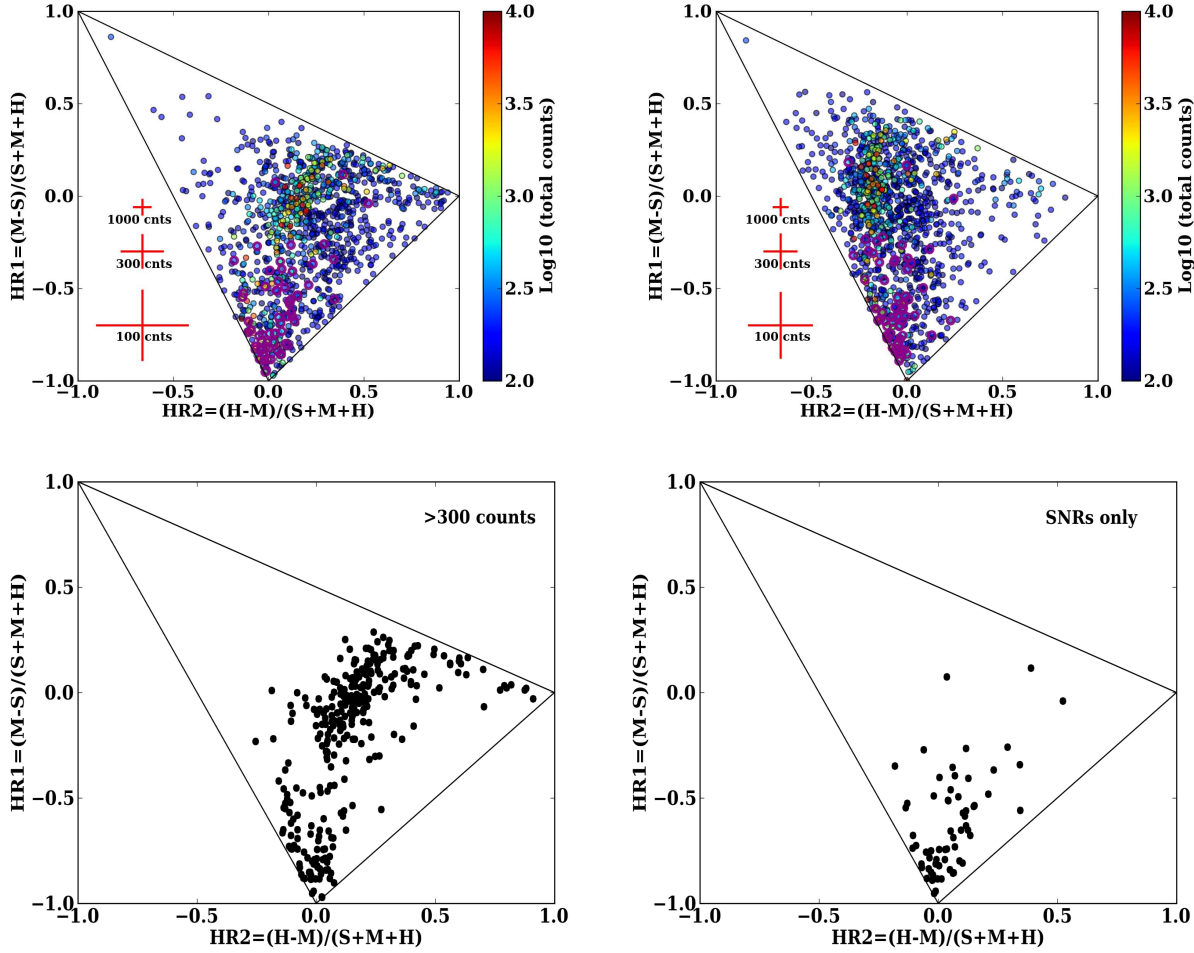 1.0
0.5
0.0
−0.5
−1.0
HR1=(M-S)/(S+M+H)
1000 cnts
300 cnts
100 cnts
−1.0
−0.5
0.0
0.5
1.0
HR2=(H-M)/(S+M+H)
4.0
3.5
3.0
2.5
2.0
Log10 (total counts)
1.0
0.5
0.0
−0.5
−1.0
HR1=(M-S)/(S+M+H)
1000 cnts
300 cnts
100 cnts
−1.0
−0.5
0.0
0.5
1.0
HR2=(H-M)/(S+M+H)
4.0
3.5
3.0
2.5
2.0
Log10 (total counts)
1.0
0.5
0.0
−0.5
−1.0
HR1=(M-S)/(S+M+H)
>300 counts
−1.0
−0.5
0.0
0.5
1.0
HR2=(H-M)/(S+M+H)
1.0
0.5
0.0
−0.5
−1.0
HR1=(M-S)/(S+M+H)
SNRs only
−1.0
−0.5
0.0
0.5
1.0
HR2=(H-M)/(S+M+H)